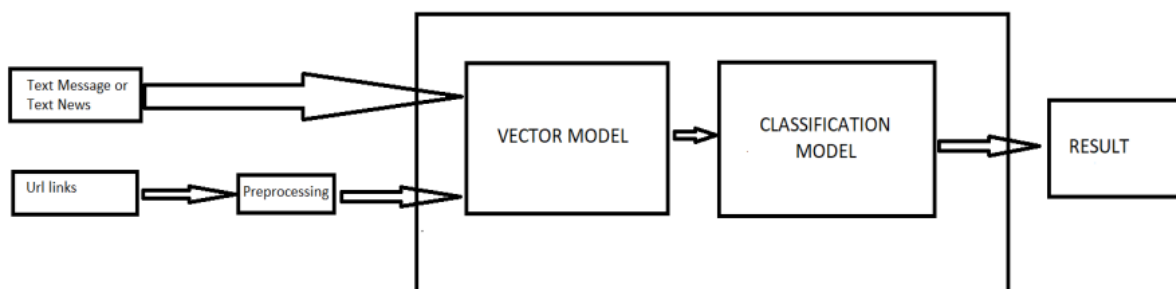 Text Message or
Text News
VECTOR MODEL
CLASSIFICATION
MODEL
RESULT
Url links
Preprocessing